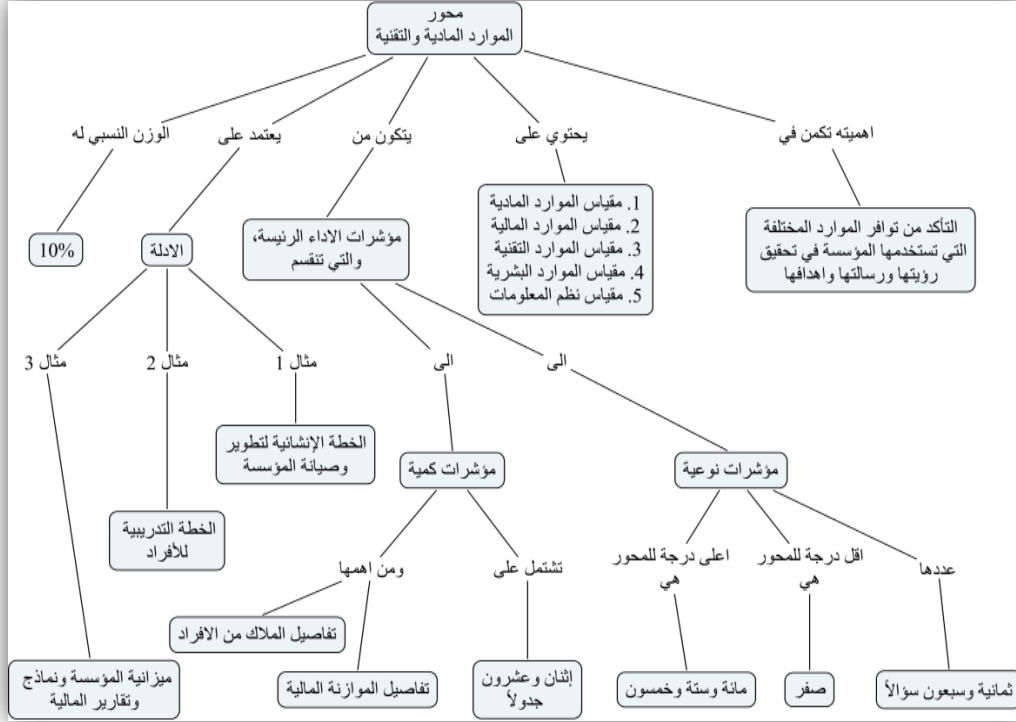 محور
الموارد المادية والتقنية
اهميته تكمن في
يحتوي على
يتكون من
يعتمد على
الوزن النسبي له
التأكد من توافر الموارد المختلفة
التي تستخدمها المؤسسة في تحقيق
رؤيتها ورسالتها واهدافها
1. مقياس الموارد المادية
2. مقياس الموارد المالية
3. مقياس الموارد التقنية
4. مقياس الموارد البشرية
5. مقياس نظم المعلومات
مؤشرات الاداء الرئيسة،
والتي تنقسم
الادلة
10%
الى
الى
مثال 1
مثال 2
مثال 3
الخطة الإنشائية لتطوير
وصيانة المؤسسة
مؤشرات نوعية
مؤشرات كمية
الخطة التدريبية
للأفراد
عددها
اقل درجة للمحور
هي
اعلى درجة للمحور
هي
تشتمل على
ومن اهمها
تفاصيل الملاك من الافراد
ثمانية وسبعون سؤالاً
صفر
مائة وستة وخمسون
إثنان وعشرون
جدولاً
تفاصيل الموازنة المالية
ميزانية المؤسسة ونماذج
وتقارير المالية